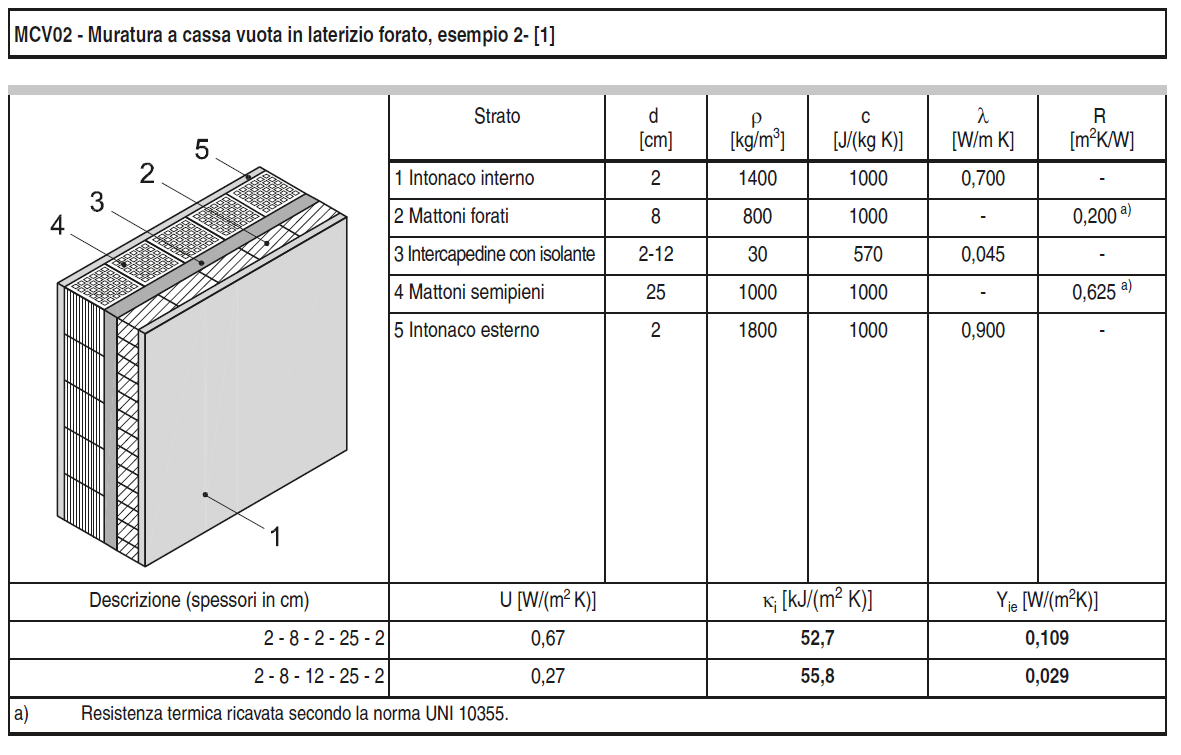 MCV02 - Muratura a cassa vuota in laterizio forato, esempio 2- [1]
5
2
3
4
1
Strato d ρ c λ R
[cm] [kg/m³] [J/(kg K)] [W/m K] [m²K/W]
1 Intonaco interno 2 1400 1000 0,700 -
2 Mattoni forati 8 800 1000 - 0,200 a)
3 Intercapedine con isolante 2-12 30 570 0,045 -
4 Mattoni semipieni 25 1000 1000 - 0,625 a)
5 Intonaco esterno 2 1800 1000 0,900 -
Descrizione (spessori in cm) U [W/(m² K)] κi [kJ/(m² K)] Yie [W/(m²K)]
2 - 8 - 2 - 25 - 2 0,67 52,7 0,109
2 - 8 - 12 - 25 - 2 0,27 55,8 0,029
a) Resistenza termica ricavata secondo la norma UNI 10355.